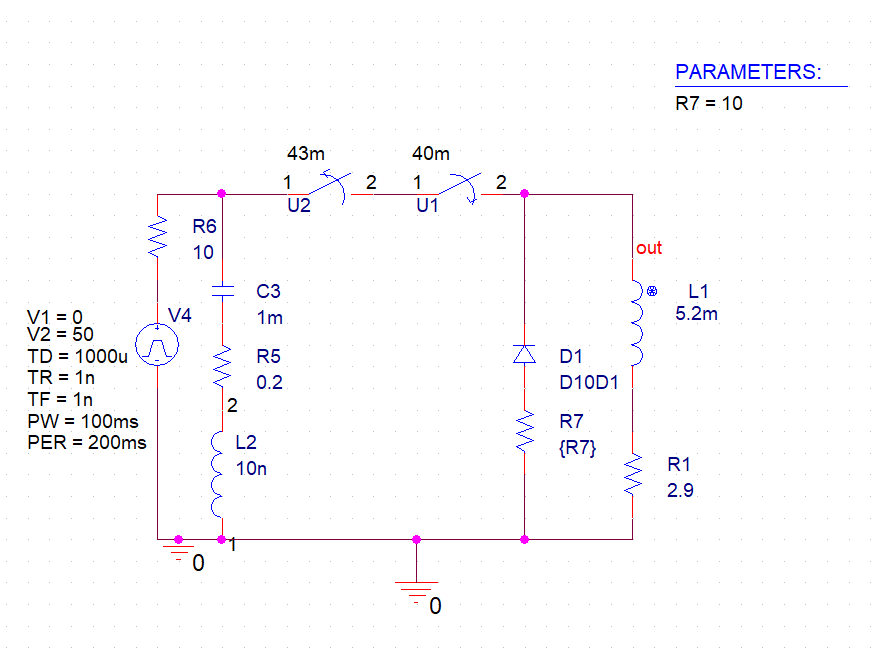 PARAMETERS:
R7 = 10
43m
40m
1
2
1
2
U2
U1
R6
10
out
C3
1m
L1
5.2m
V4
V1 = 0
V2 = 50
TD = 1000u
TR = 1n
TF = 1n
PW = 100ms
PER = 200ms
R5
0.2
D1
D10D1
2
R7
{R7}
L2
10n
R1
2.9
1
0
0